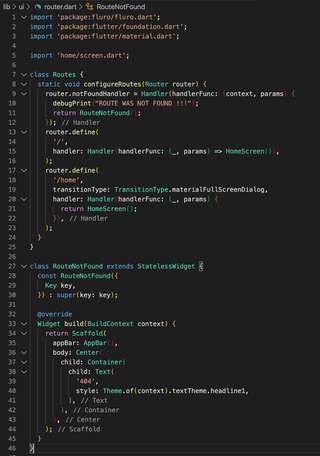 lib > ui > router.dart > RouteNotFound
1 import 'package:fluro/fluro.dart';
2 import 'package:flutter/foundation.dart';
3 import 'package:flutter/material.dart';
4
5 import 'home/screen.dart';
6
7 class Routes {
8 static void configureRoutes(Router router) {
9 router.notFoundHandler = Handler(handlerFunc: (context, params) {
10 debugPrint("ROUTE WAS NOT FOUND !!!");
11 return RouteNotFound();
12 }); // Handler
13 router.define(
14 '/',
15 handler: Handler(handlerFunc: (_, params) => HomeScreen()),
16 );
17 router.define(
18 '/home',
19 transitionType: TransitionType.materialFullScreenDialog,
20 handler: Handler(handlerFunc: (_, params) {
21 return HomeScreen();
22 }), // Handler
23 );
24 }
25 }
26
27 class RouteNotFound extends StatelessWidget {
28 const RouteNotFound({
29 Key key,
30 }) : super(key: key);
31
32 @override
33 Widget build(BuildContext context) {
34 return Scaffold(
35 appBar: AppBar(),
36 body: Center(
37 child: Container(
38 child: Text(
39 '404',
40 style: Theme.of(context).textTheme.headline1,
41 ), // Text
42 ), // Container
43 ), // Center
44 ); // Scaffold
45 }
46 }